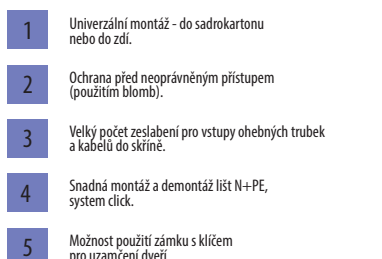 1
Univerzální montáž - do sadrokartonu
nebo do zdí.
2
Ochrana před neoprávněným přístupem
(použitím blomb).
3
Velký počet zeslabení pro vstupy ohebných trubek
a kabelů do skříně.
4
Snadná montáž a demontáž lišt N+PE,
system click.
5
Možnost použití zámku s klíčem
pro uzamčení dveří